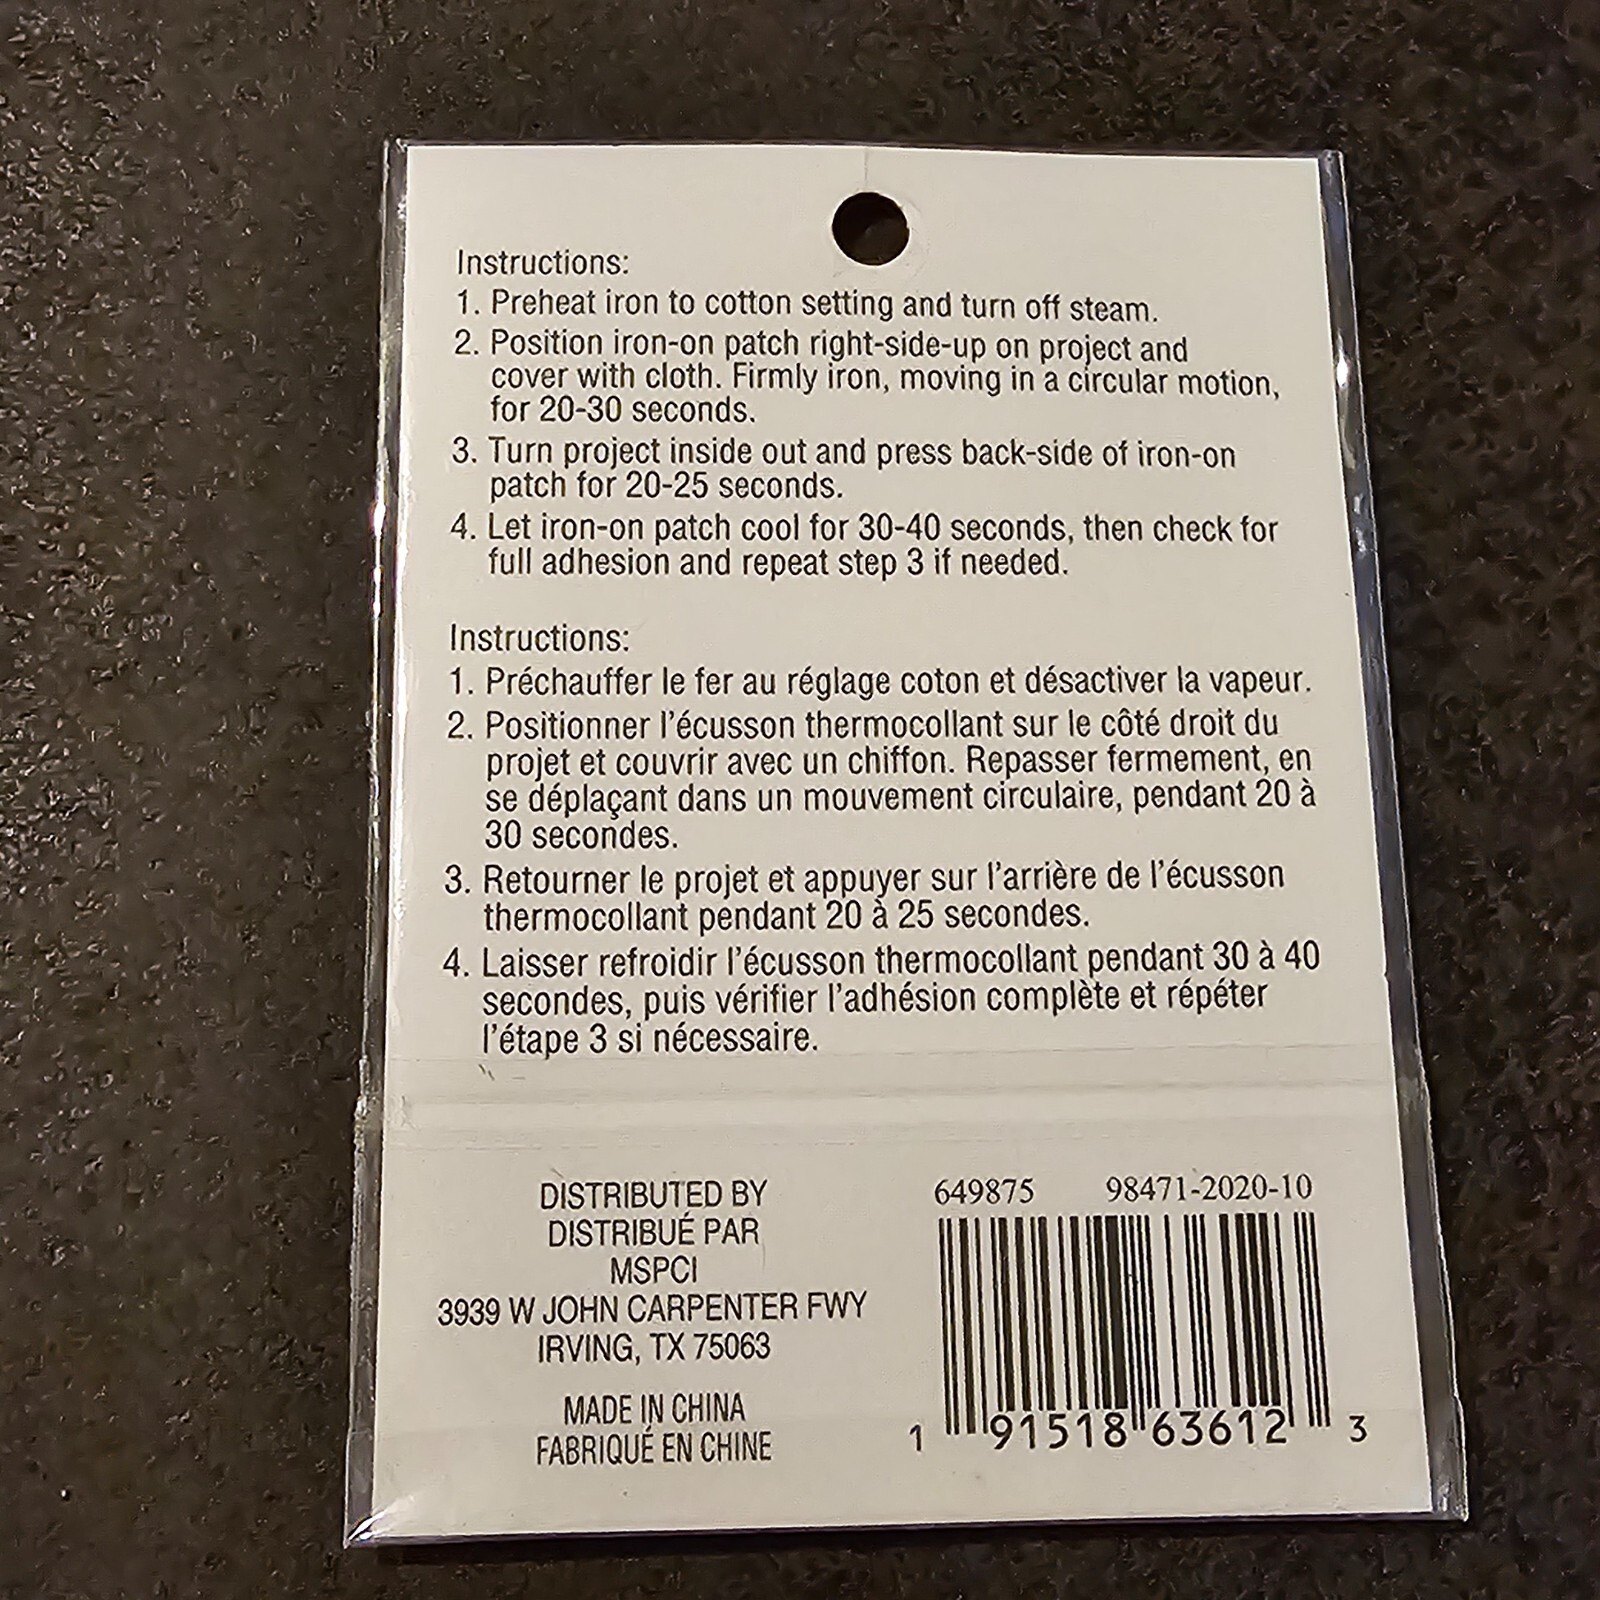 Instructions:
1. Preheat iron to cotton setting and turn off steam.
2. Position iron-on patch right-side-up on project and
cover with cloth. Firmly iron, moving in a circular motion,
for 20-30 seconds.
3. Turn project inside out and press back-side of iron-on
patch for 20-25 seconds.
4. Let iron-on patch cool for 30-40 seconds, then check for
full adhesion and repeat step 3 if needed.
Instructions:
1. Préchauffer le fer au réglage coton et désactiver la vapeur.
2. Positionner l'écusson thermocollant sur le côté droit du
projet et couvrir avec un chiffon. Repasser fermement, en
se déplaçant dans un mouvement circulaire, pendant 20 à
30 secondes.
3. Retourner le projet et appuyer sur l'arrière de l'écusson
thermocollant pendant 20 à 25 secondes.
4. Laisser refroidir l'écusson thermocollant pendant 30 à 40
secondes, puis vérifier l'adhésion complète et répéter
l'étape 3 si nécessaire.
DISTRIBUTED BY
DISTRIBUÉ PAR
MSPCI
3939 W JOHN CARPENTER FWY
IRVING, TX 75063
MADE IN CHINA
FABRIQUÉ EN CHINE
649875 98471-2020-10
1 91518 63612 3